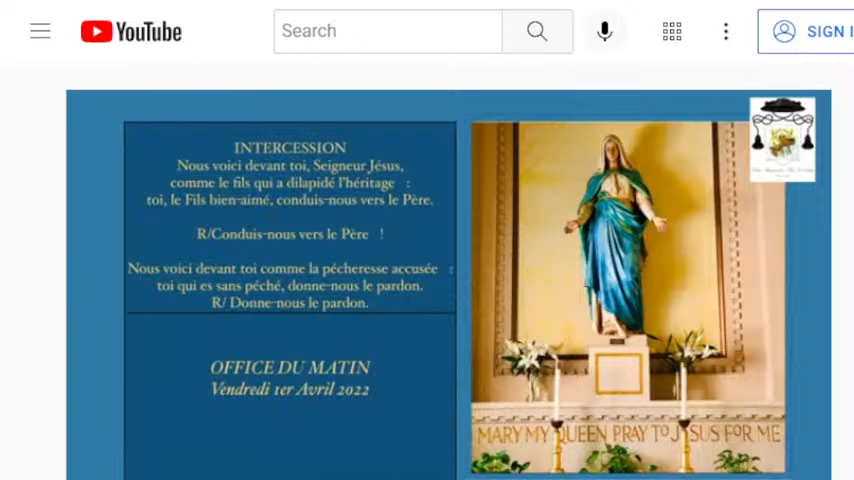 YouTube
Search
SIGN I
INTERCESSION
Nous voici devant toi, Seigneur Jésus,
comme le fils qui a dilapidé l'héritage :
toi, le Fils bien-aimé, conduis-nous vers le Père.
R/Conduis-nous vers le Père !
Nous voici devant toi comme la pécheresse accusée :
toi qui es sans péché, donne-nous le pardon.
R/ Donne-nous le pardon.
OFFICE DU MATIN
Vendredi 1er Avril 2022
MARY MY QUEEN PRAY TO JESUS FOR ME